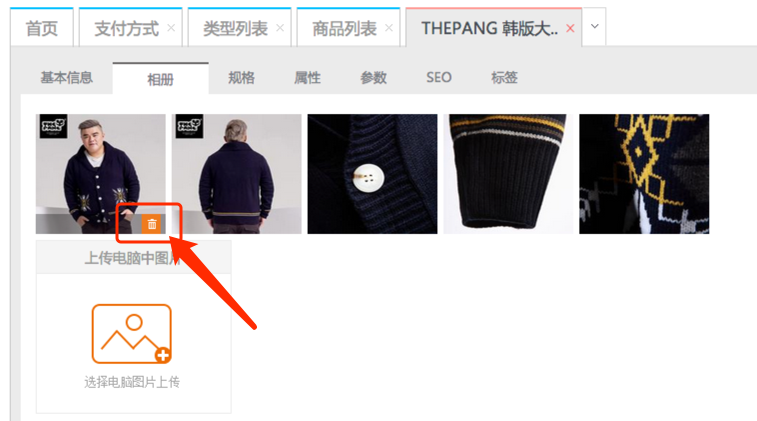 首页 支付方式 × 类型列表 × 商品列表 × THEPANG 韩版大.. ×
基本信息 相册 规格 属性 参数 SEO 标签
上传电脑中图
选择电脑图片上传